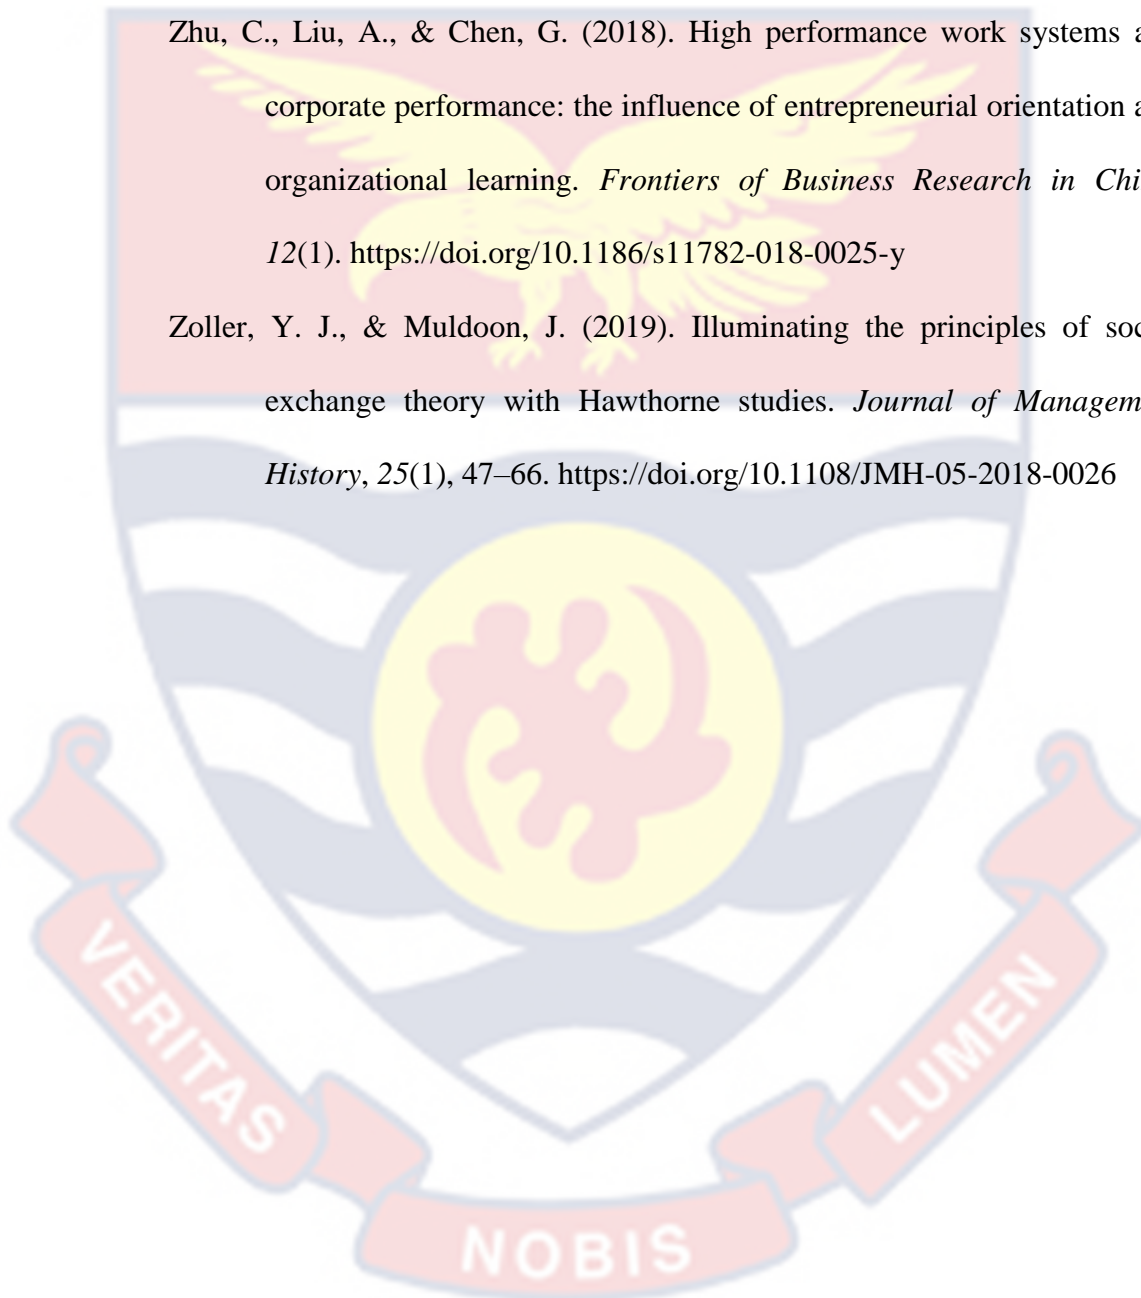 Zhu, C., Liu, A., & Chen, G. (2018). High performance work systems a
corporate performance: the influence of entrepreneurial orientation a
organizational learning. Frontiers of Business Research in Chi
12(1). https://doi.org/10.1186/s11782-018-0025-y
Zoller, Y. J., & Muldoon, J. (2019). Illuminating the principles of soc
exchange theory with Hawthorne studies. Journal of Managem
History, 25(1), 47–66. https://doi.org/10.1108/JMH-05-2018-0026
VERITAS
NOBIS
LUMEN